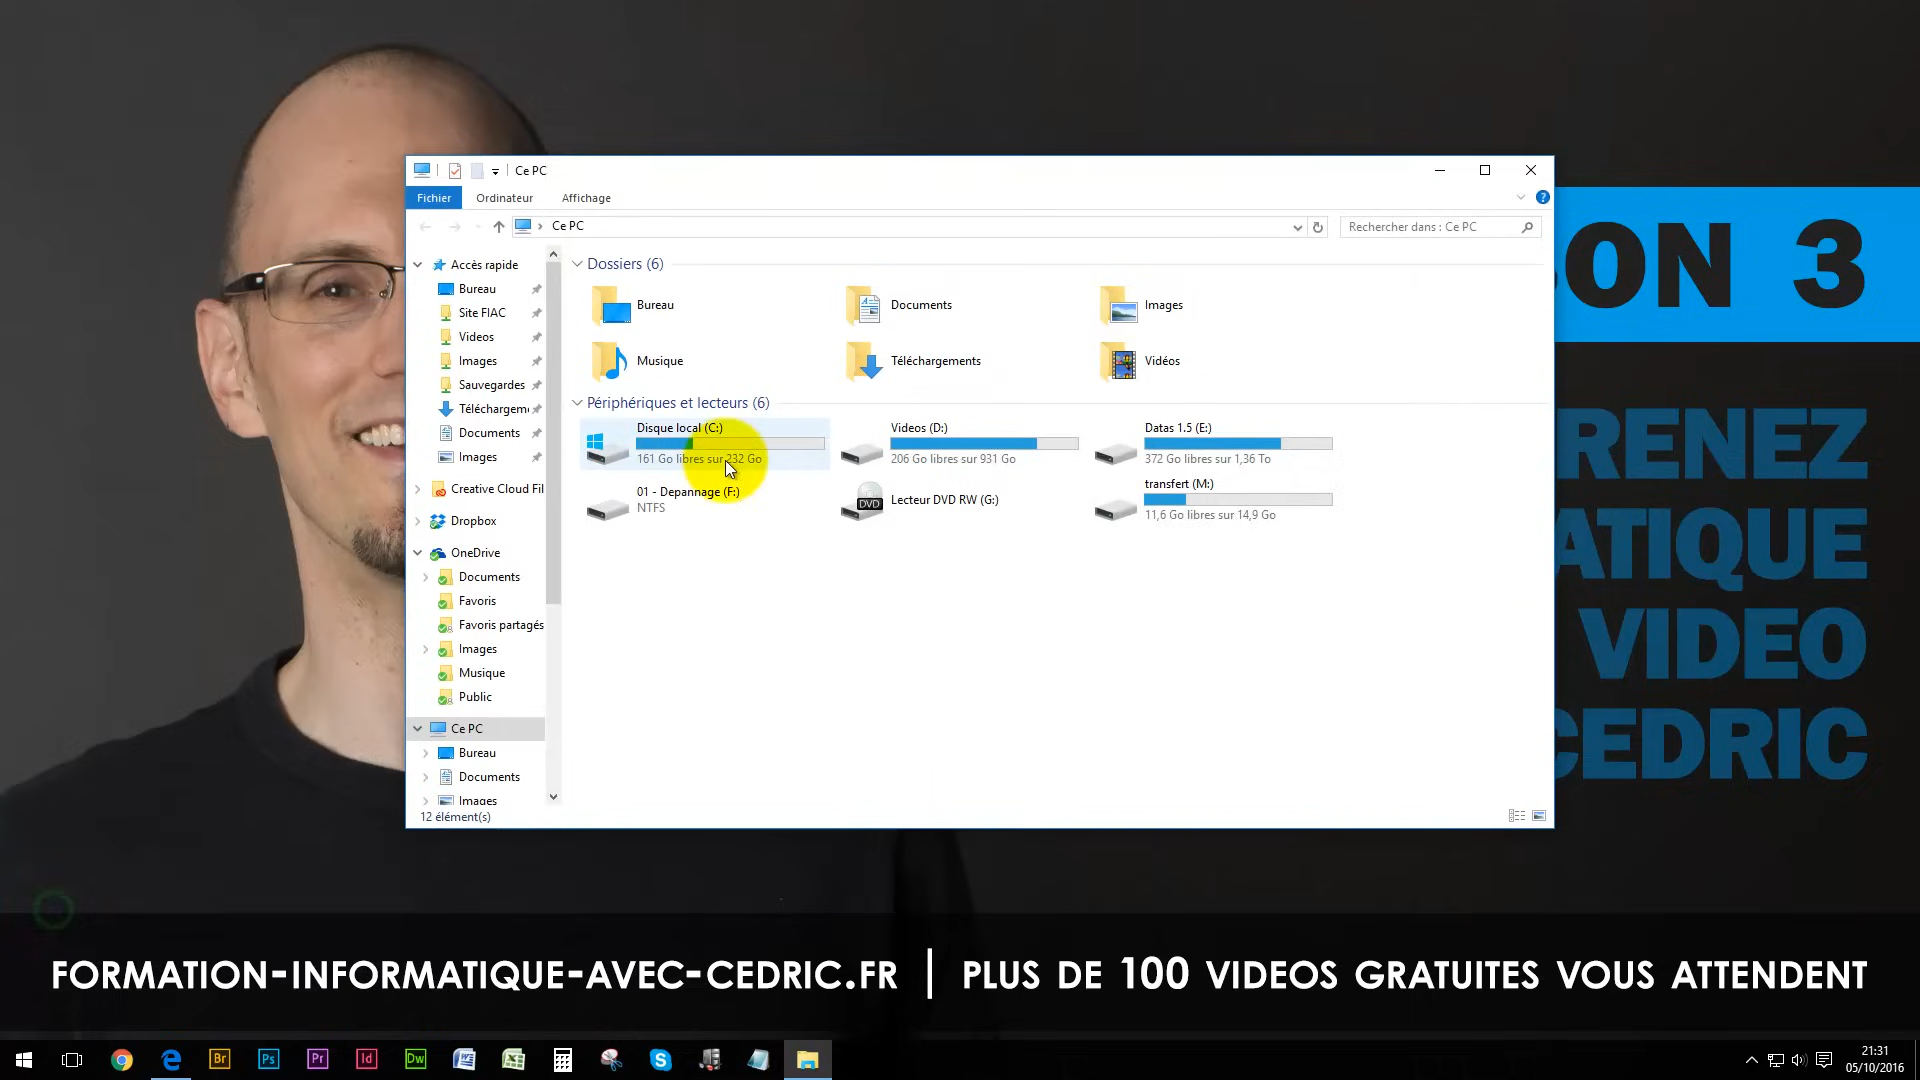 Ce PC
Fichier
Ordinateur
Affichage
Ce PC
Rechercher dans : Ce PC
Accès rapide
Bureau
Site FIAC
Videos
Images
Sauvegardes
Téléchargem
Documents
Images
Creative Cloud Fil
Dropbox
OneDrive
Documents
Favoris
Favoris partagés
Images
Musique
Public
Ce PC
Bureau
Documents
Images
Dossiers (6)
Bureau
Documents
Images
Musique
Téléchargements
Vidéos
Périphériques et lecteurs (6)
Disque local (C:)
161 Go libres sur 232 Go
Videos (D:)
206 Go libres sur 931 Go
Datas 1.5 (E:)
372 Go libres sur 1,36 To
01 - Depannage (F:)
NTFS
DVD
Lecteur DVD RW (G:)
transfert (M:)
11,6 Go libres sur 14,9 Go
12 élément(s)
SON 3
RENEZ
ATIQUE
VIDEO
CEDRIC
FORMATION-INFORMATIQUE-AVEC-CEDRIC.FR | PLUS DE 100 VIDEOS GRATUITES VOUS ATTENDENT
Br
Ps
Pr
Id
Dw
21:31
05/10/2016